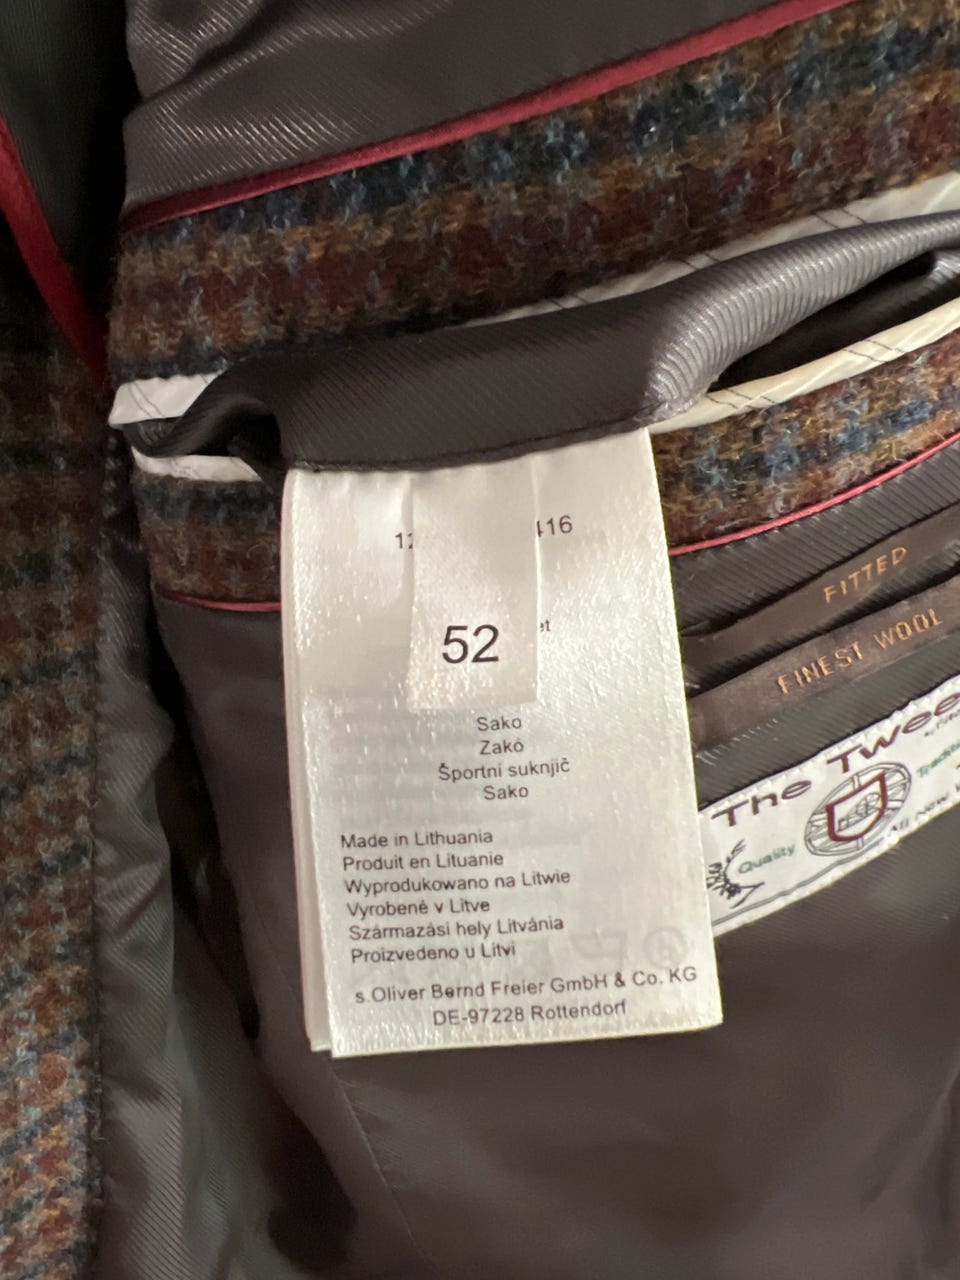 416
52
Sako
Zakó
Športni suknjič
Sako
Made in Lithuania
Produit en Lituanie
Wyprodukowano na Litwie
Vyrobené v Litve
Származási hely Litvánia
Proizvedeno u Litvi
s.Oliver Bernd Freier GmbH & Co. KG
DE-97228 Rottendorf
FITTED
FINEST WOOL
The
Quality